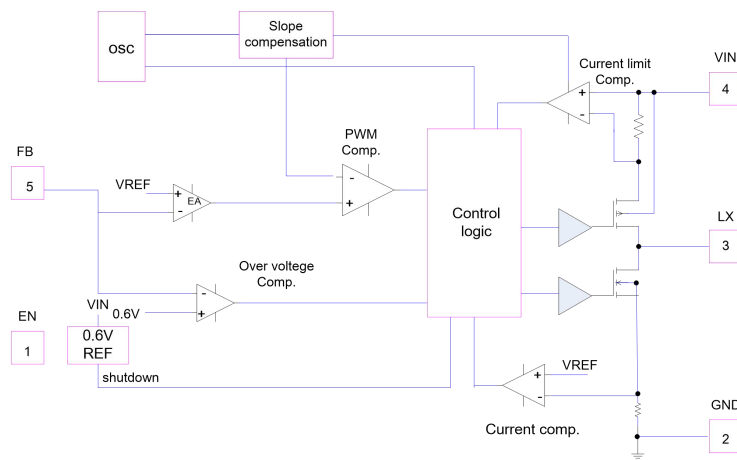 OSC
Slope
compensation
Current limit
Comp.
VIN
4
+
-
PWM
Comp.
FB
5
VREF
+
-
EA
-
+
Control
logic
LX
3
Over voltege
Comp.
-
+
VIN
0.6V
EN
1
0.6V
REF
shutdown
VREF
+
-
Current comp.
GND
2